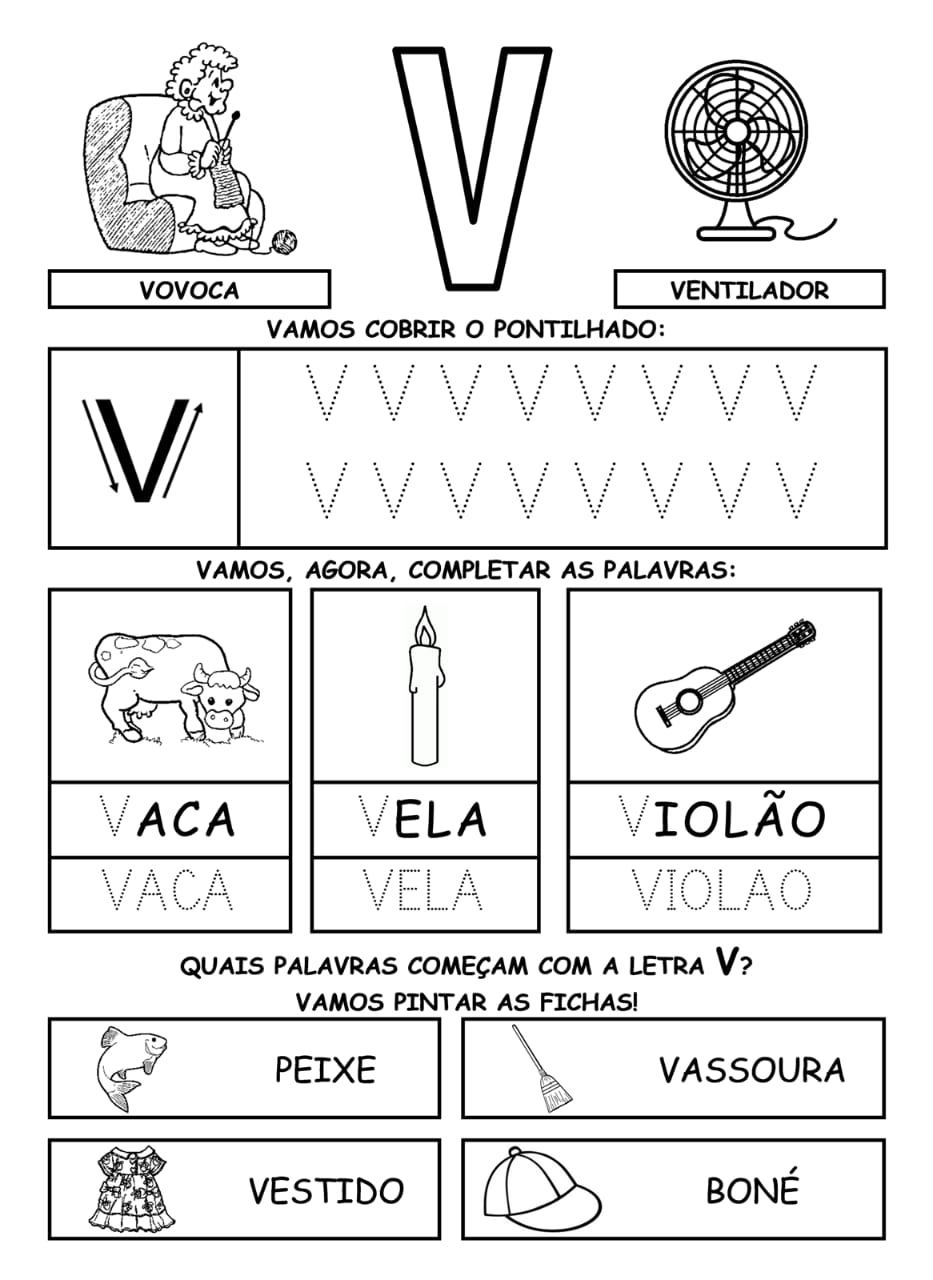 V
VOVOCA
VENTILADOR
VAMOS COBRIR O PONTILHADO:
V V V V V V V V V
V V V V V V V V
VAMOS, AGORA, COMPLETAR AS PALAVRAS:
VACA
VELA
VIOLÃO
VACA
VELA
VIOLAO
QUAIS PALAVRAS COMEÇAM COM A LETRA V?
VAMOS PINTAR AS FICHAS!
PEIXE
VASSOURA
VESTIDO
BONÉ